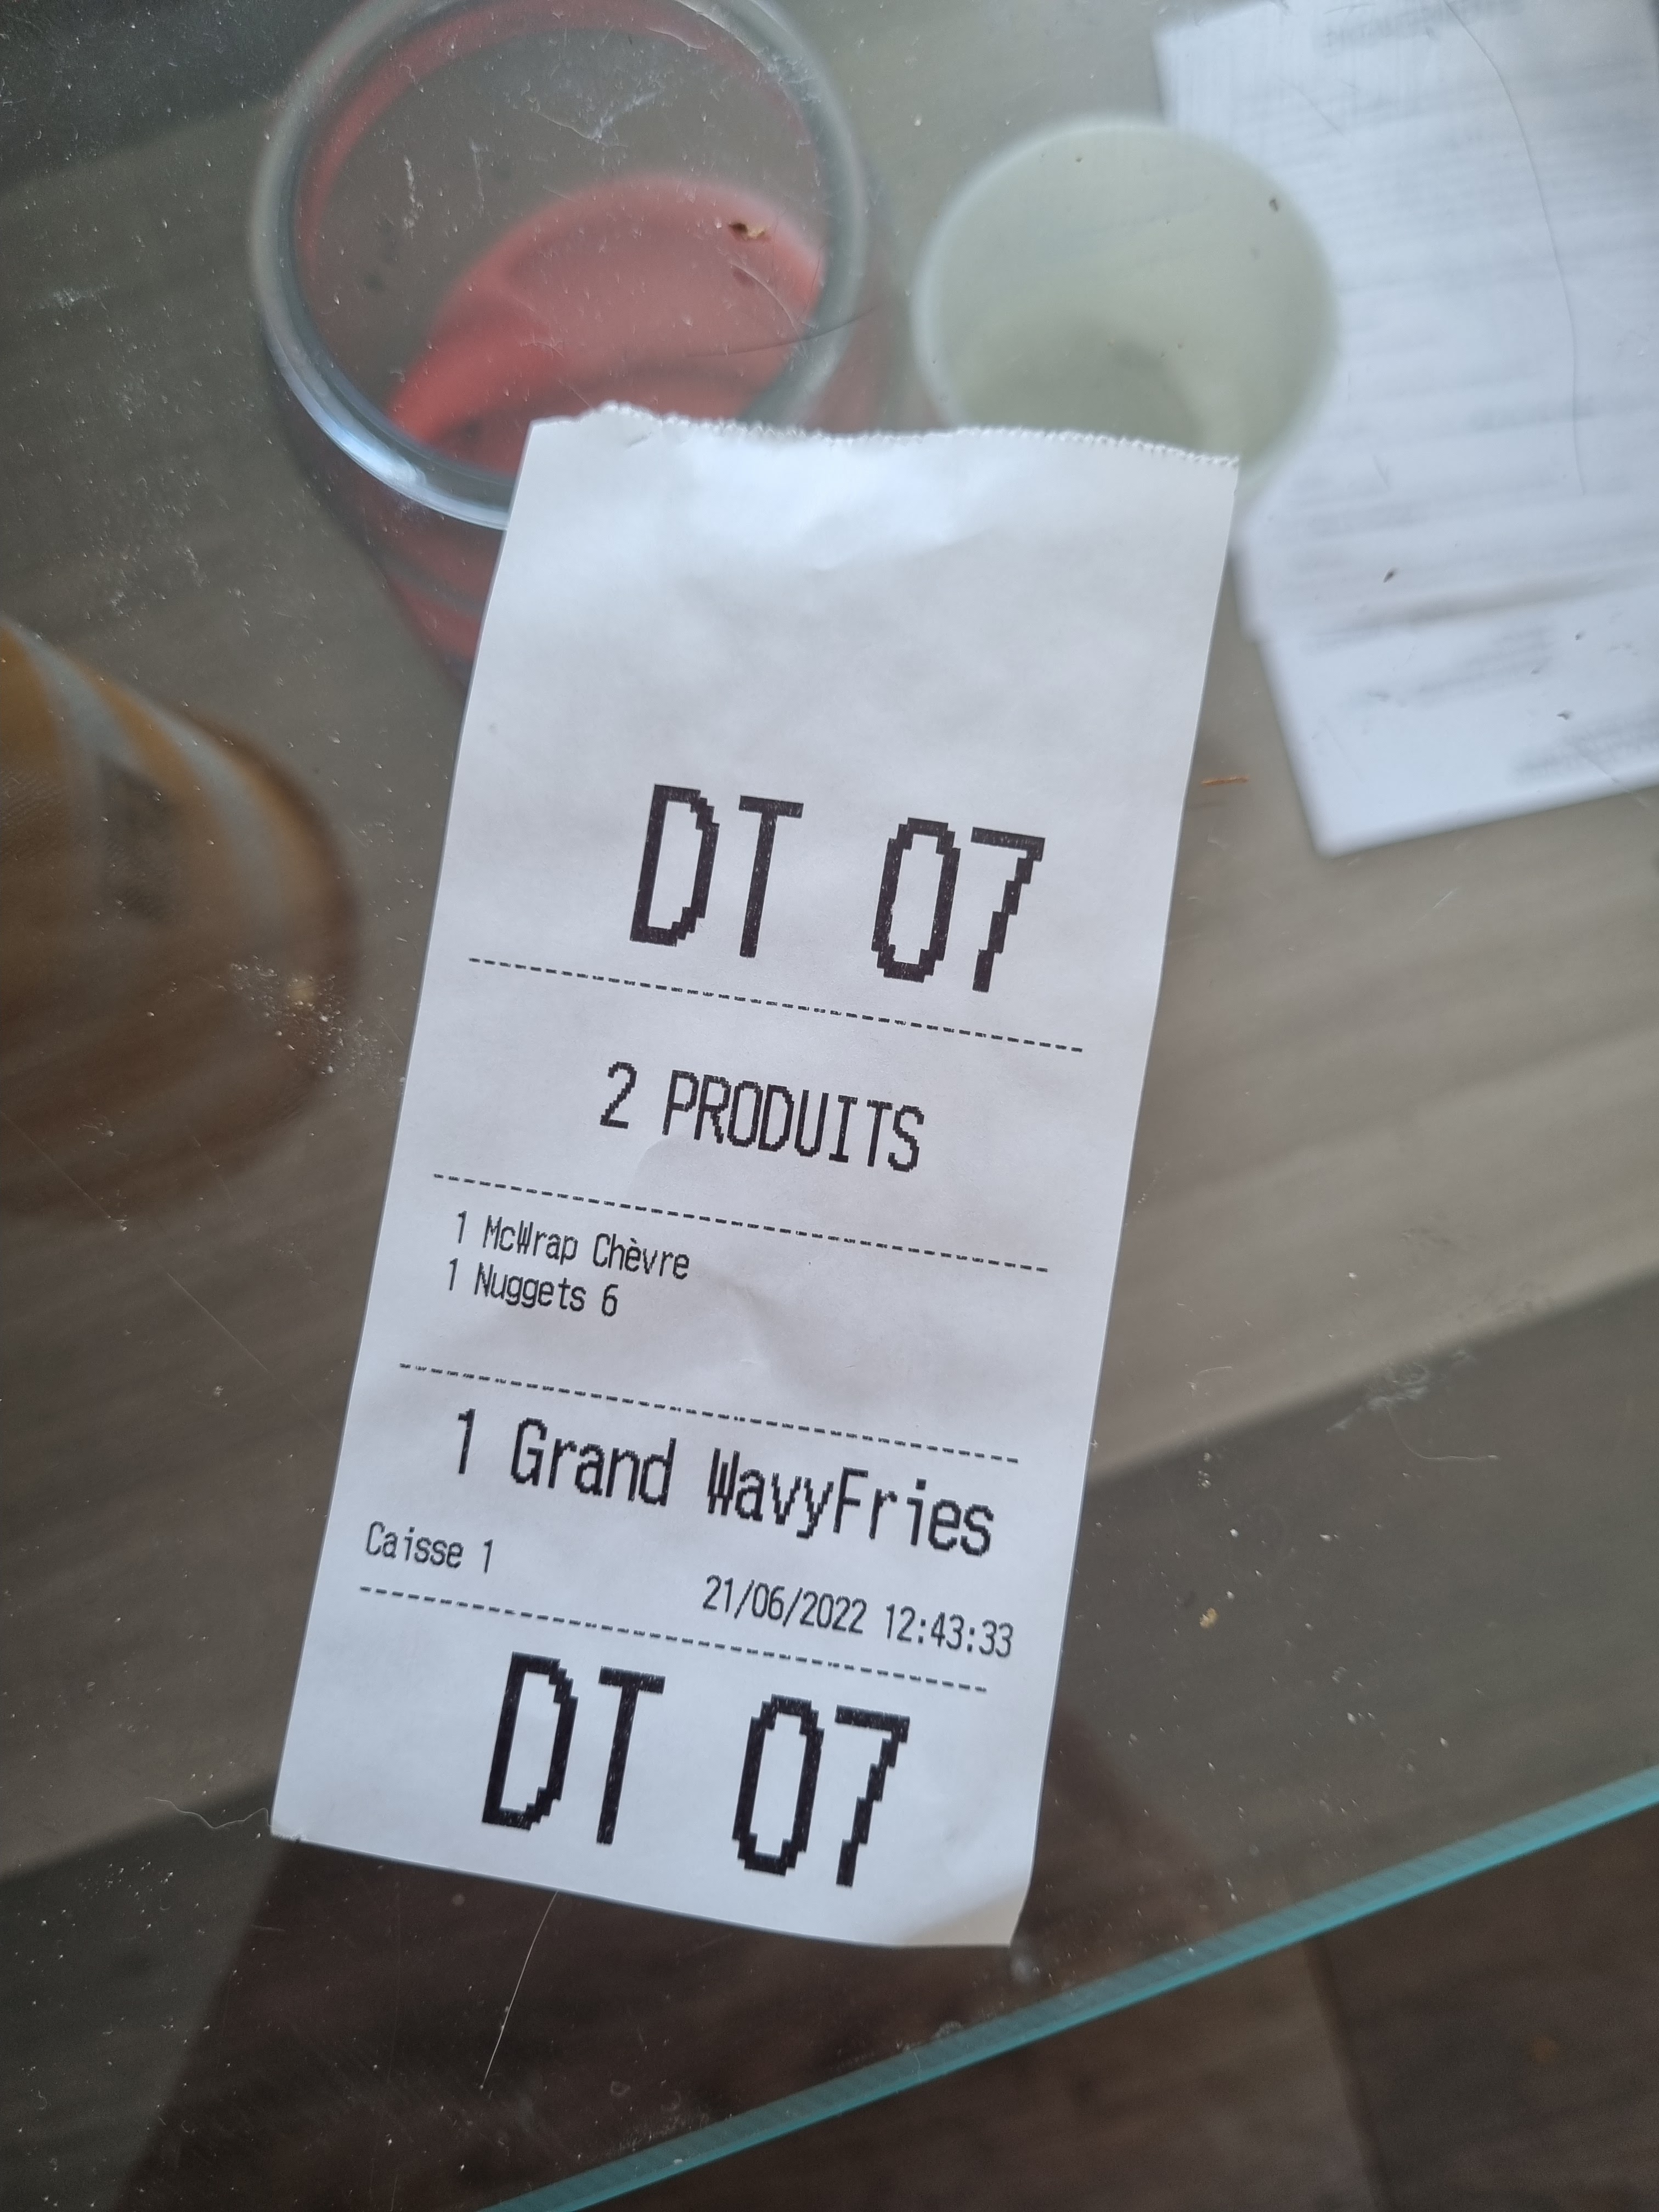 DT 07
2 PRODUITS
1 McWrap Chèvre
1 Nuggets 6
1 Grand WavyFries
Caisse 1
21/06/2022 12:43:33
DT 07